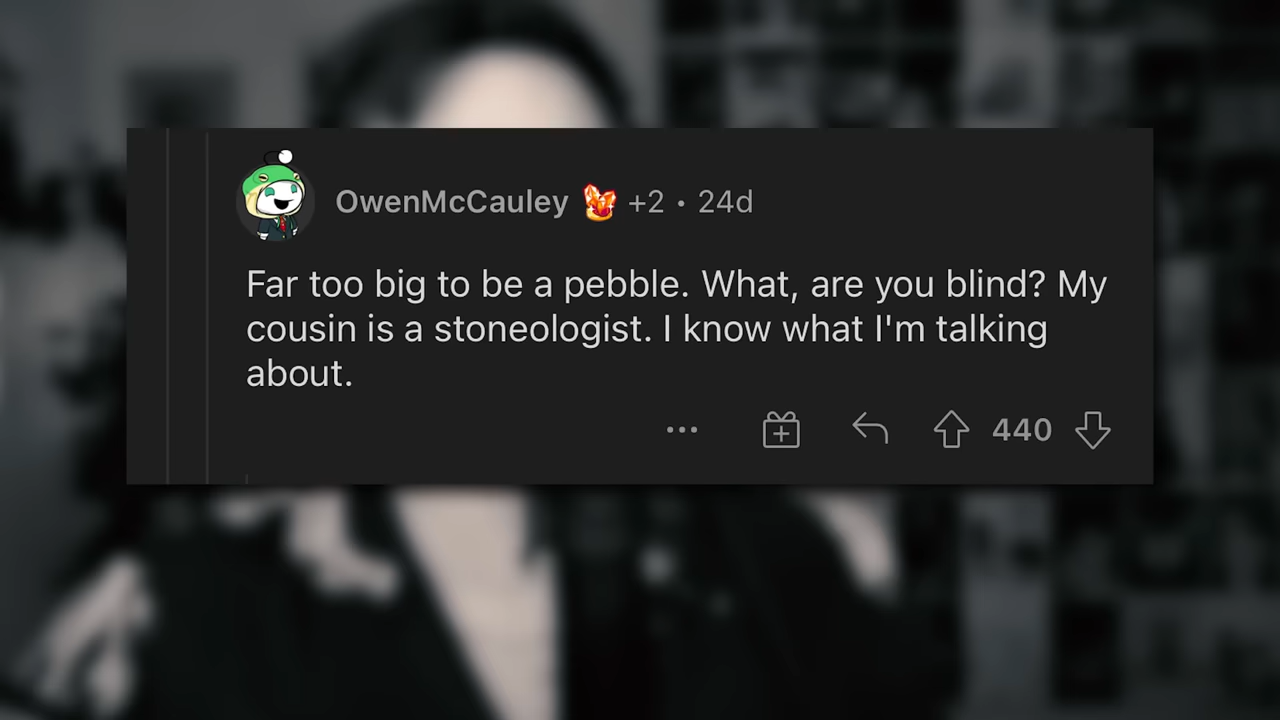 OwenMcCauley +2 • 24d
Far too big to be a pebble. What, are you blind? My
cousin is a stoneologist. I know what I'm talking
about.
440